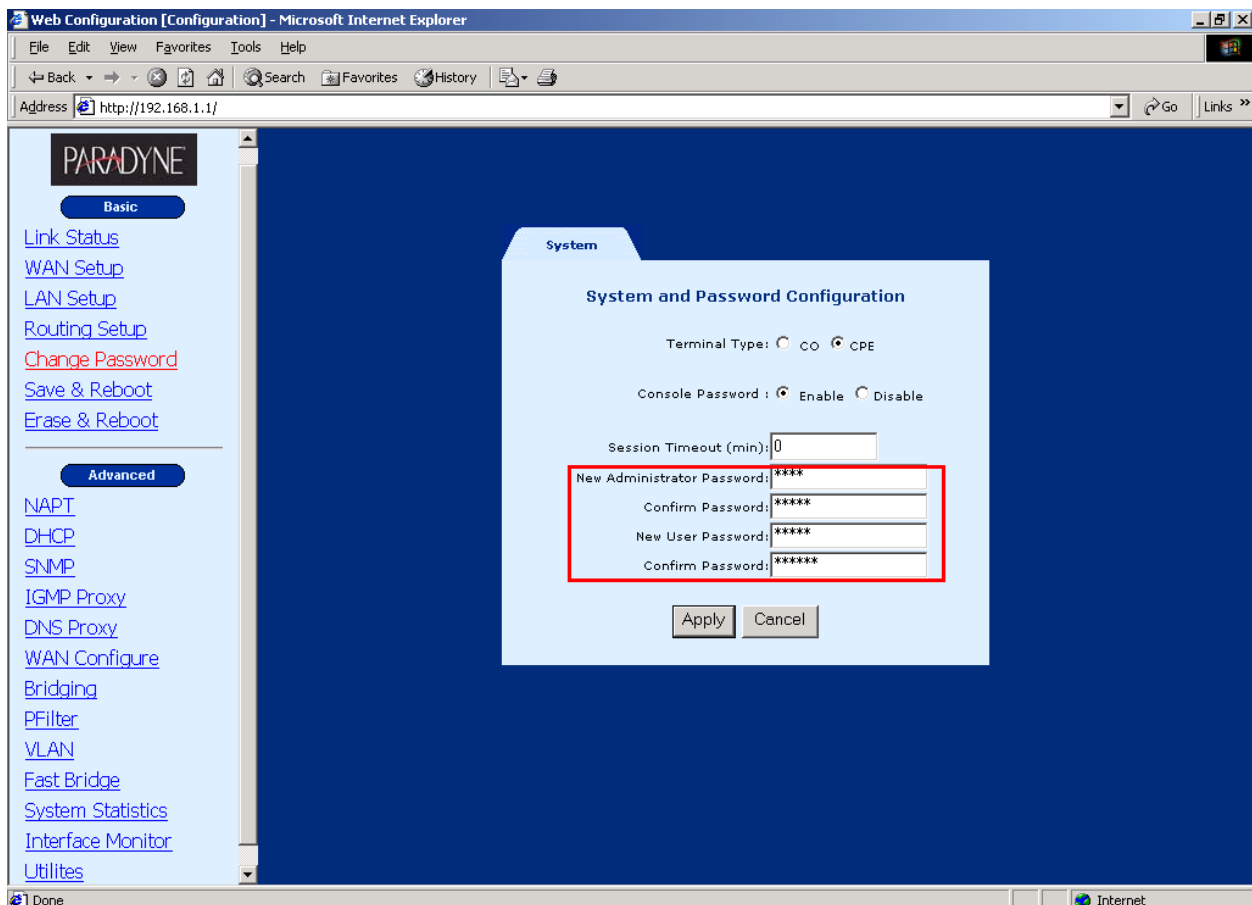 Web Configuration [Configuration] - Microsoft Internet Explorer
File Edit View Favorites Tools Help
Back Search Favorites History
Address http://192.168.1.1/ Go Links »
PARADYNE
Basic
Link Status
WAN Setup
LAN Setup
Routing Setup
Change Password
Save & Reboot
Erase & Reboot
Advanced
NAPT
DHCP
SNMP
IGMP Proxy
DNS Proxy
WAN Configure
Bridging
PFilter
VLAN
Fast Bridge
System Statistics
Interface Monitor
Utilites
System
System and Password Configuration
Terminal Type: CO CPE
Console Password : Enable Disable
Session Timeout (min): 0
New Administrator Password: ****
Confirm Password: *****
New User Password: *****
Confirm Password: ******
Apply Cancel
Done Internet